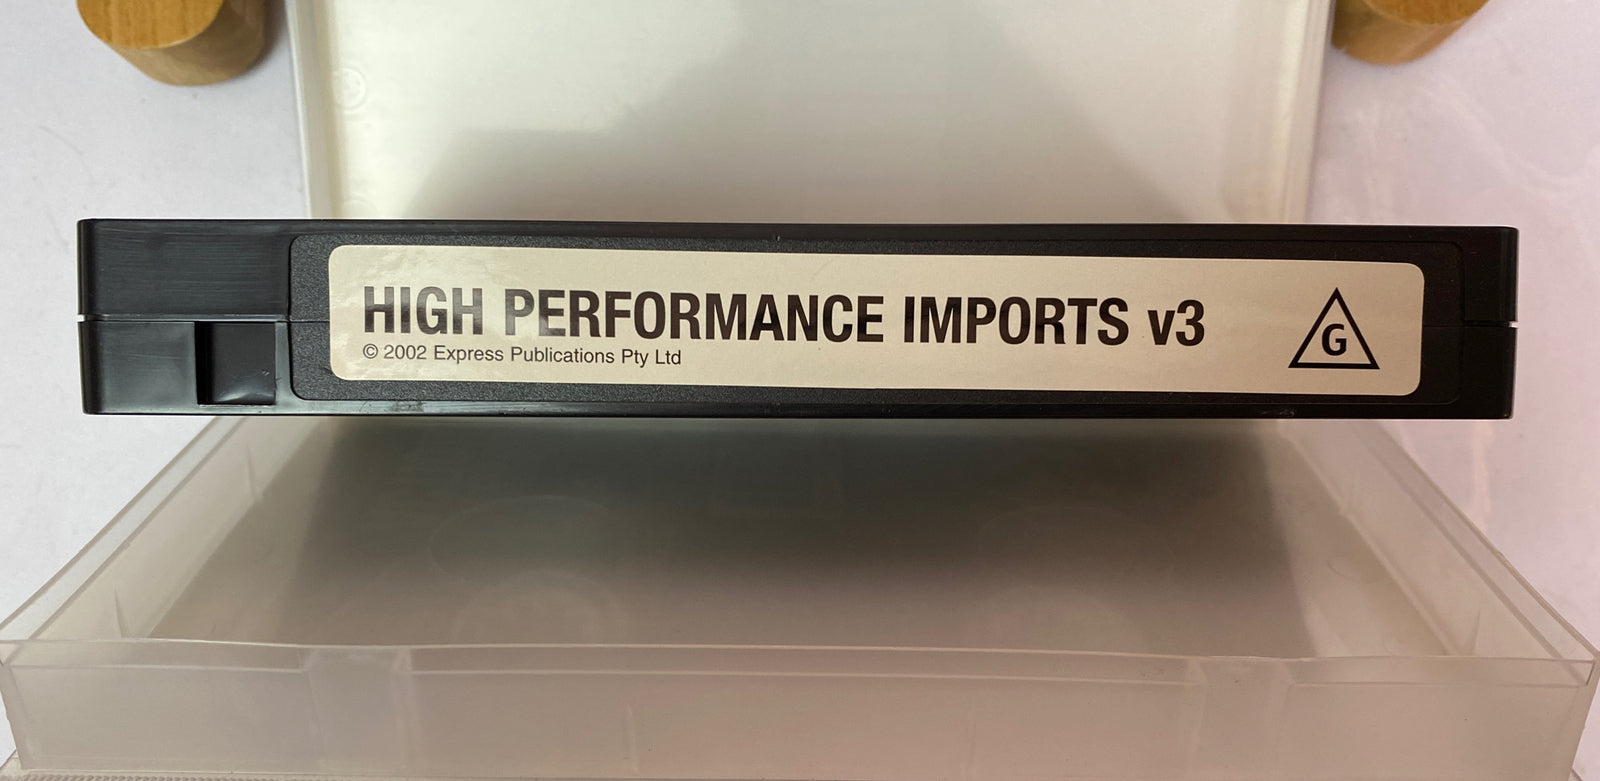 HIGH PERFORMANCE IMPORTS v3
© 2002 Express Publications Pty Ltd
G